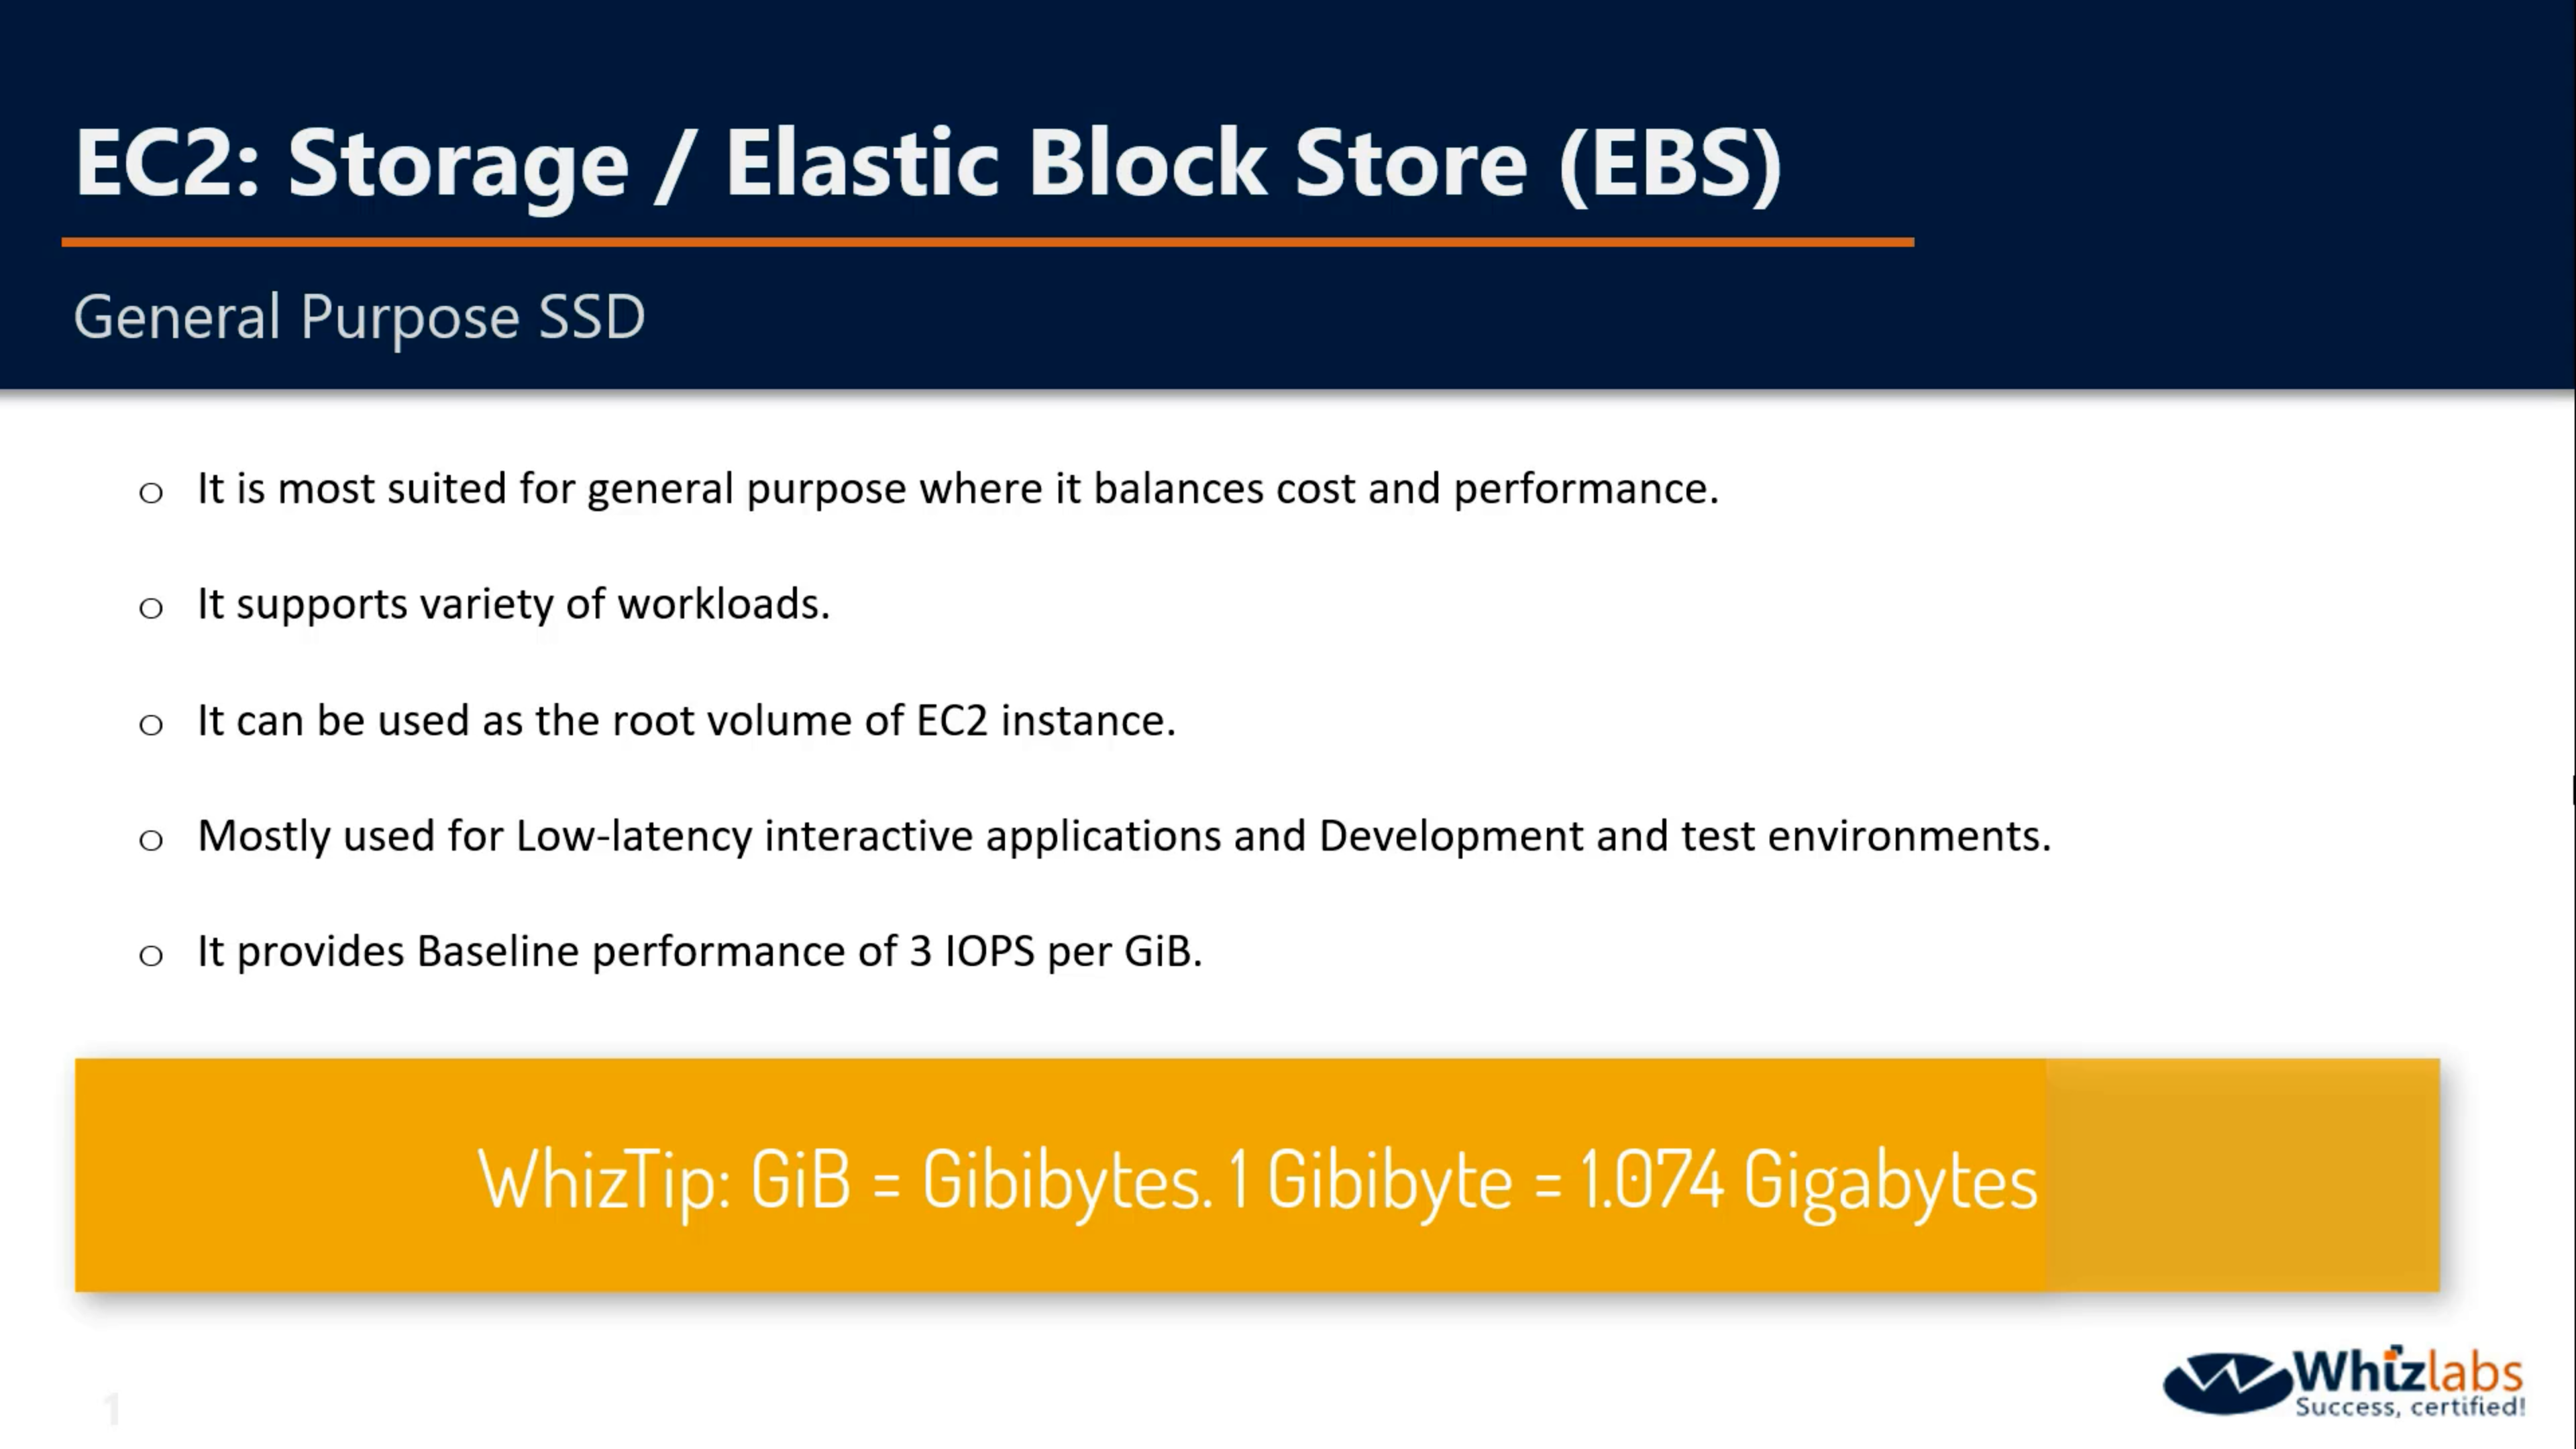 EC2: Storage / Elastic Block Store (EBS)
General Purpose SSD
o It is most suited for general purpose where it balances cost and performance.
o It supports variety of workloads.
o It can be used as the root volume of EC2 instance.
o Mostly used for Low-latency interactive applications and Development and test environments.
o It provides Baseline performance of 3 IOPS per GiB.
WhizTip: GiB = Gibibytes. 1 Gibibyte = 1.074 Gigabytes
1
Whizlabs
Success, certified!